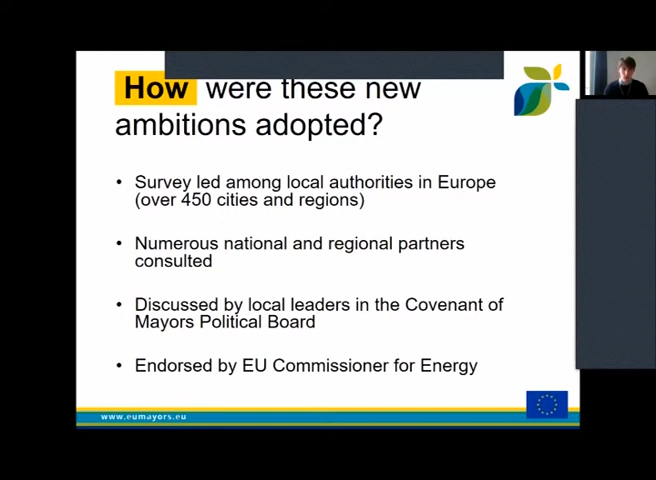 How were these new
ambitions adopted?
• Survey led among local authorities in Europe
(over 450 cities and regions)
• Numerous national and regional partners
consulted
• Discussed by local leaders in the Covenant of
Mayors Political Board
• Endorsed by EU Commissioner for Energy
www.eumayors.eu